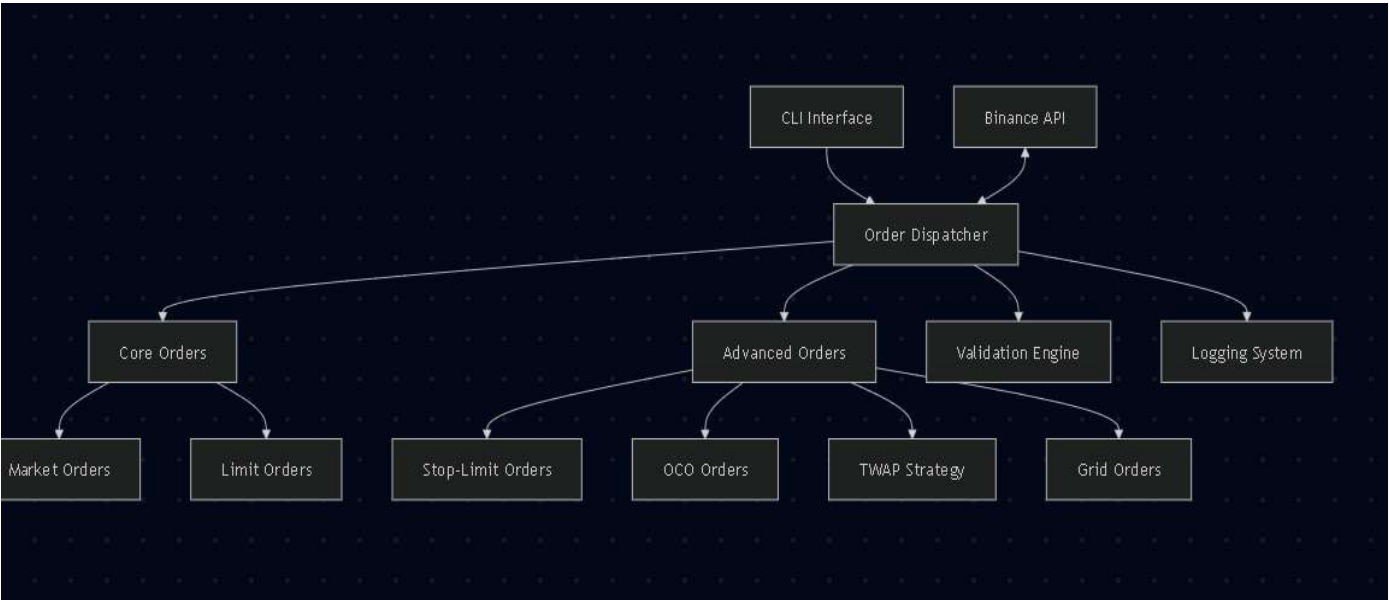 CLI Interface
Binance API
Order Dispatcher
Core Orders
Advanced Orders
Validation Engine
Logging System
Market Orders
Limit Orders
Stop-Limit Orders
OCO Orders
TWAP Strategy
Grid Orders